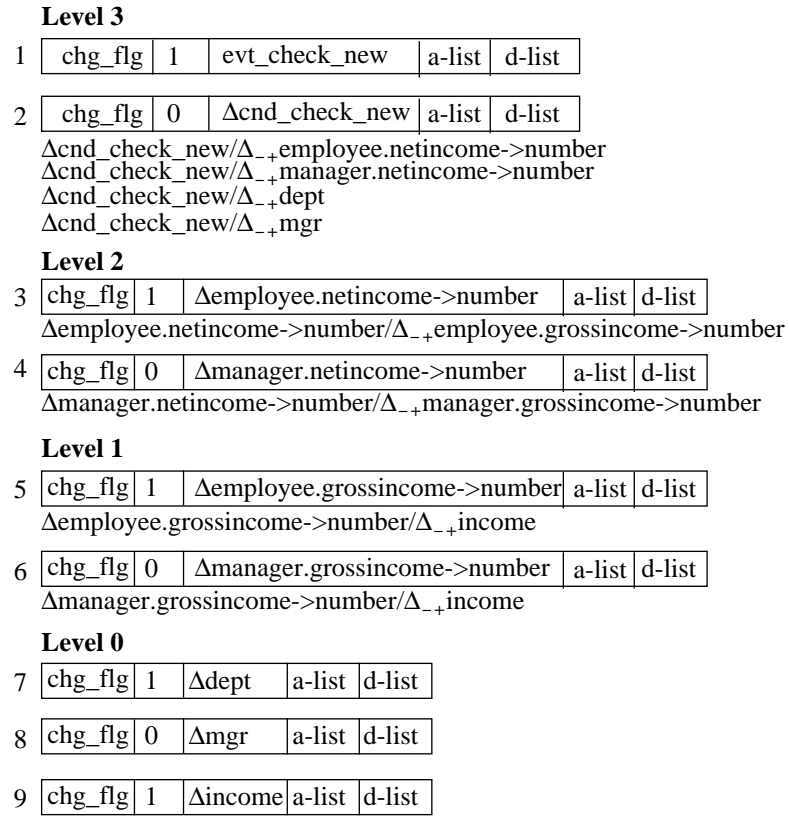 Level 3
1 chg_flg 1 evt_check_new a-list d-list
2 chg_flg 0 Δcnd_check_new a-list d-list
Δcnd_check_new/Δ₋₊employee.netincome->number
Δcnd_check_new/Δ₋₊manager.netincome->number
Δcnd_check_new/Δ₋₊dept
Δcnd_check_new/Δ₋₊mgr
Level 2
3 chg_flg 1 Δemployee.netincome->number a-list d-list
Δemployee.netincome->number/Δ₋₊employee.grossincome->number
4 chg_flg 0 Δmanager.netincome->number a-list d-list
Δmanager.netincome->number/Δ₋₊manager.grossincome->number
Level 1
5 chg_flg 1 Δemployee.grossincome->number a-list d-list
Δemployee.grossincome->number/Δ₋₊income
6 chg_flg 0 Δmanager.grossincome->number a-list d-list
Δmanager.grossincome->number/Δ₋₊income
Level 0
7 chg_flg 1 Δdept a-list d-list
8 chg_flg 0 Δmgr a-list d-list
9 chg_flg 1 Δincome a-list d-list